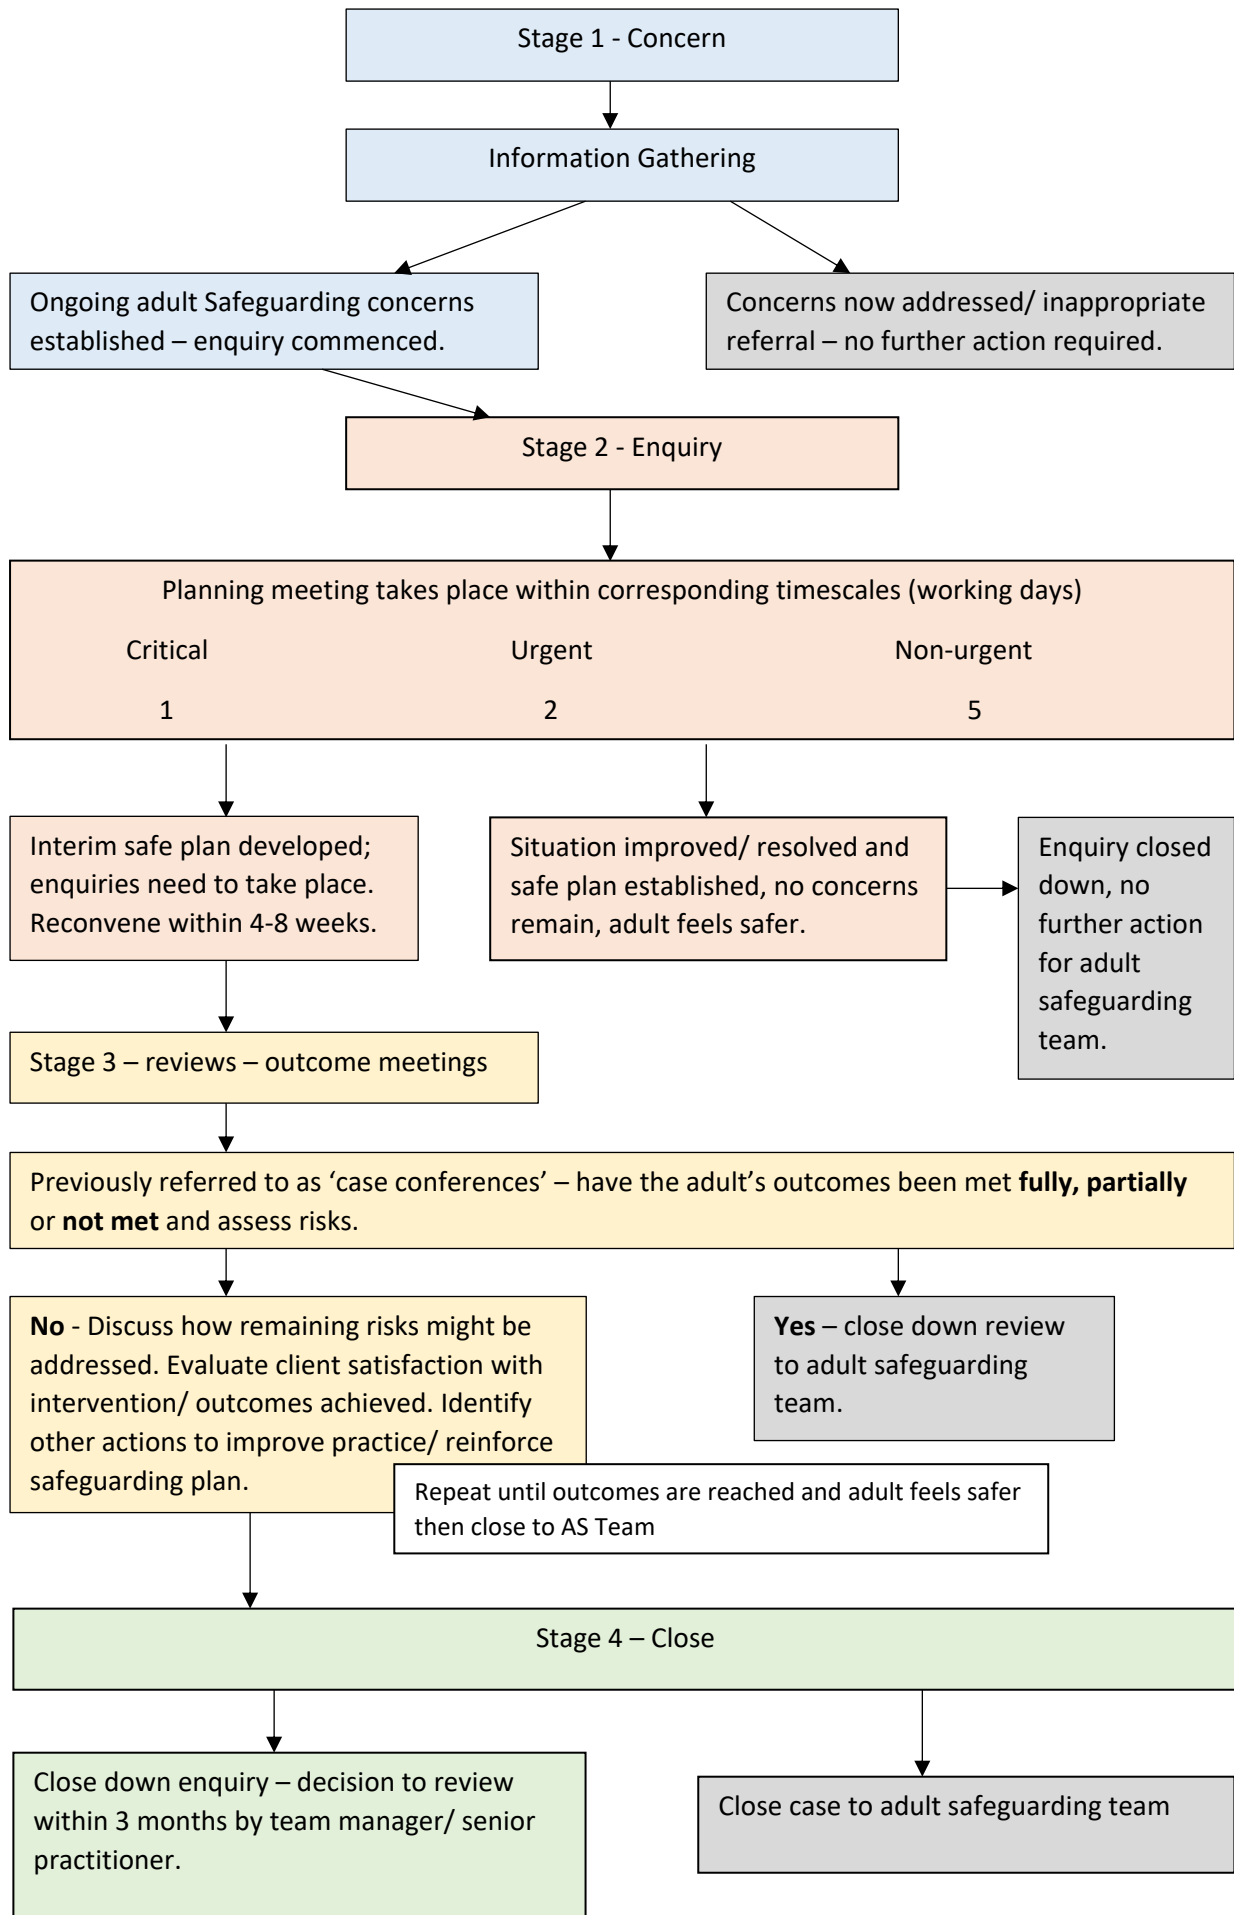 Stage 1 - Concern
Information Gathering
Ongoing adult Safeguarding concerns
established – enquiry commenced.
Concerns now addressed/ inappropriate
referral – no further action required.
Stage 2 - Enquiry
Planning meeting takes place within corresponding timescales (working days)
Critical Urgent Non-urgent
1 2 5
Interim safe plan developed;
enquiries need to take place.
Reconvene within 4-8 weeks.
Situation improved/ resolved and
safe plan established, no concerns
remain, adult feels safer.
Enquiry closed
down, no
further action
for adult
safeguarding
team.
Stage 3 – reviews – outcome meetings
Previously referred to as ‘case conferences’ – have the adult’s outcomes been met fully, partially
or not met and assess risks.
No - Discuss how remaining risks might be
addressed. Evaluate client satisfaction with
intervention/ outcomes achieved. Identify
other actions to improve practice/ reinforce
safeguarding plan.
Yes – close down review
to adult safeguarding
team.
Repeat until outcomes are reached and adult feels safer
then close to AS Team
Stage 4 – Close
Close down enquiry – decision to review
within 3 months by team manager/ senior
practitioner.
Close case to adult safeguarding team